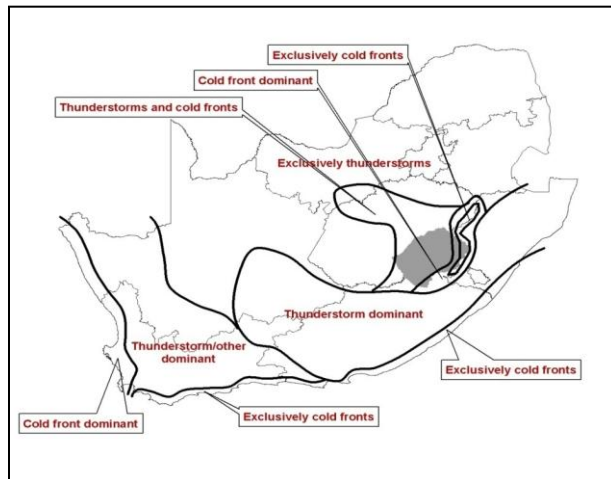 Exclusively cold fronts
Cold front dominant
Thunderstorms and cold fronts
Exclusively thunderstorms
Thunderstorm dominant
Thunderstorm/other
dominant
Exclusively cold fronts
Exclusively cold fronts
Cold front dominant